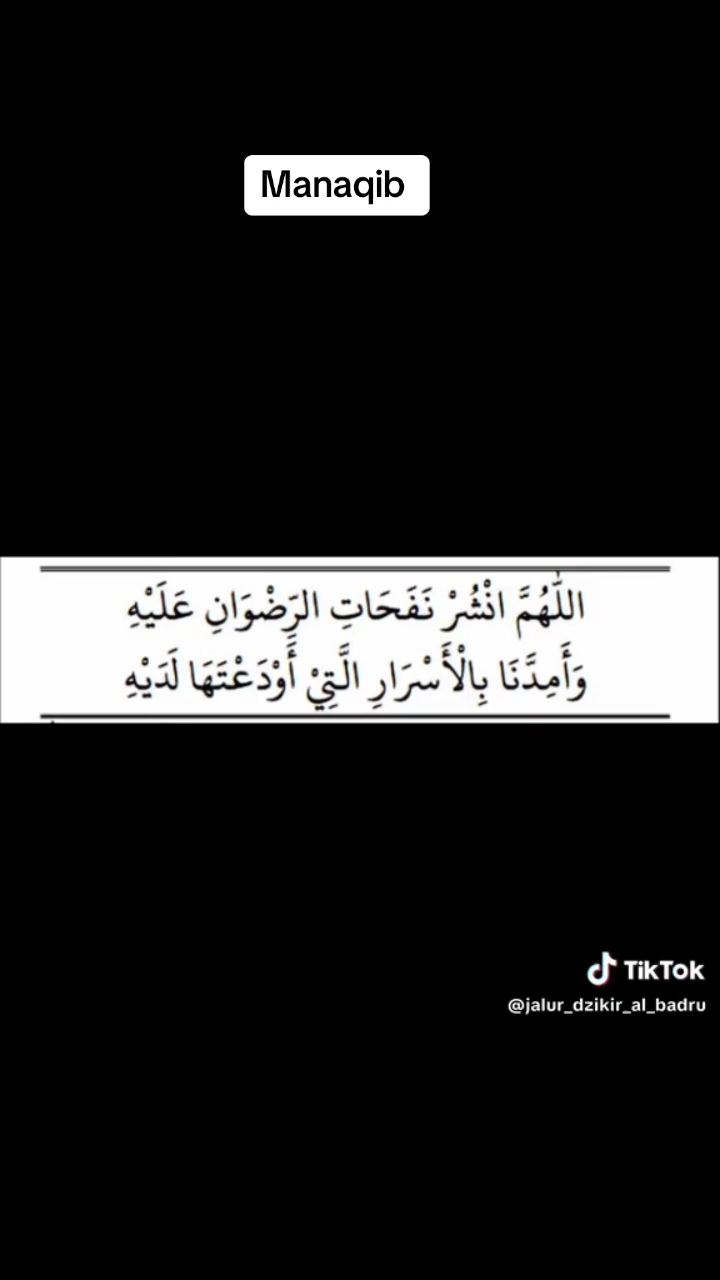 Manaqib
اللّٰهُمَّ انْشُرْ نَفَحَاتِ الرِّضْوَانِ عَلَيْهِ
وَأَمِدَّنَا بِالْأَسْرَارِ الَّتِيْ أَوْدَعْتَهَا لَدَيْهِ
TikTok
@jalur_dzikir_al_badru